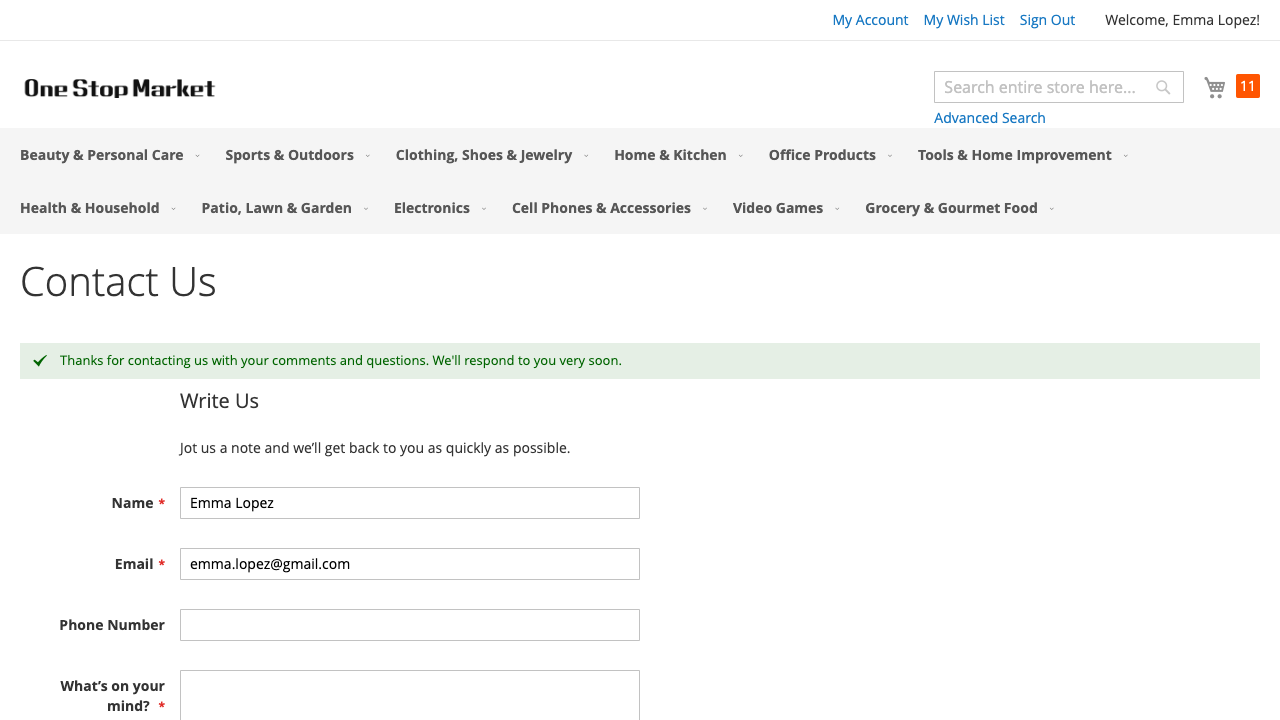 My Account My Wish List Sign Out Welcome, Emma Lopez!
One Stop Market
Search entire store here...
11
Advanced Search
Beauty & Personal Care Sports & Outdoors Clothing, Shoes & Jewelry Home & Kitchen Office Products Tools & Home Improvement
Health & Household Patio, Lawn & Garden Electronics Cell Phones & Accessories Video Games Grocery & Gourmet Food
Contact Us
Thanks for contacting us with your comments and questions. We'll respond to you very soon.
Write Us
Jot us a note and we’ll get back to you as quickly as possible.
Name * Emma Lopez
Email * emma.lopez@gmail.com
Phone Number
What’s on your
mind? *